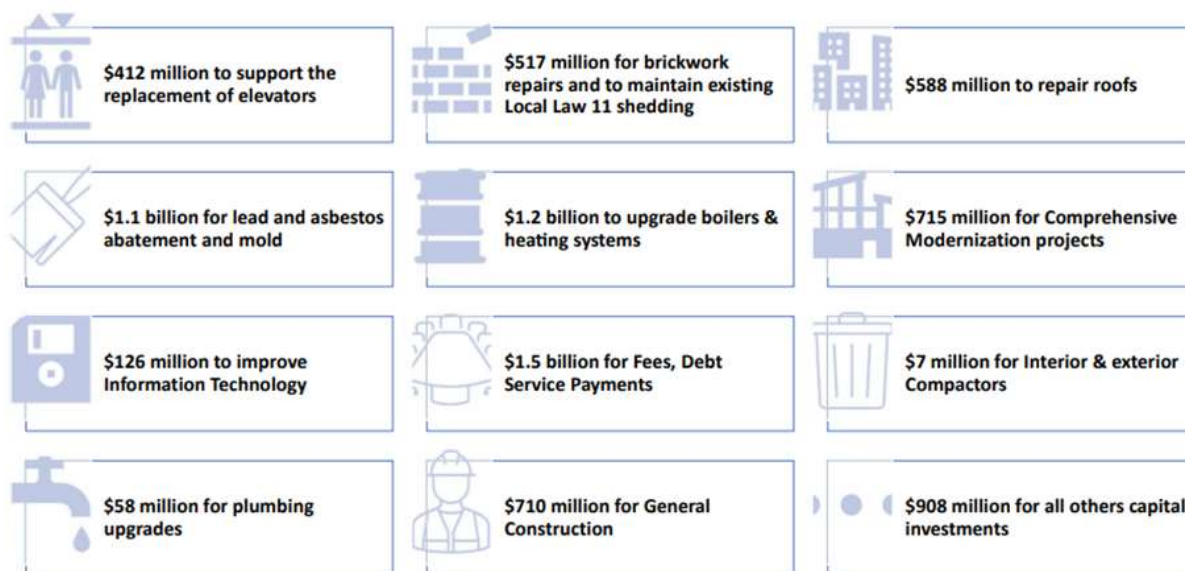 $412 million to support the
replacement of elevators
$517 million for brickwork
repairs and to maintain existing
Local Law 11 shedding
$588 million to repair roofs
$1.1 billion for lead and asbestos
abatement and mold
$1.2 billion to upgrade boilers &
heating systems
$715 million for Comprehensive
Modernization projects
$126 million to improve
Information Technology
$1.5 billion for Fees, Debt
Service Payments
$7 million for Interior & exterior
Compactors
$58 million for plumbing
upgrades
$710 million for General
Construction
$908 million for all others capital
investments